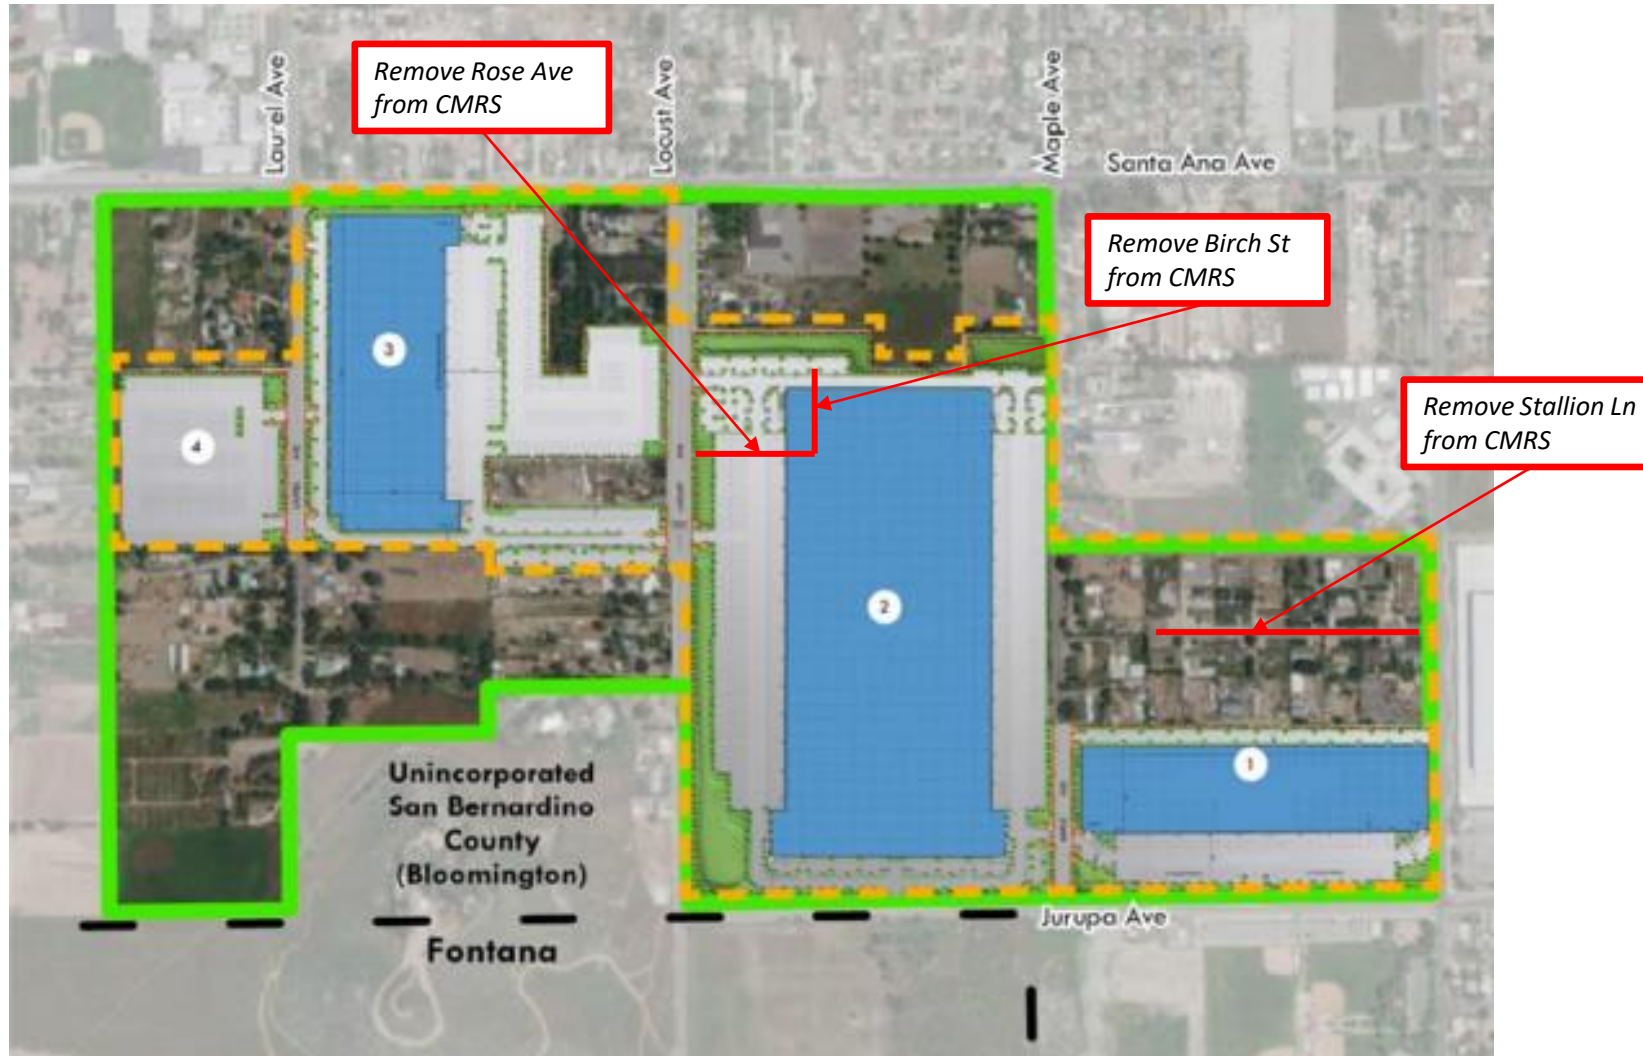 Remove Rose Ave
from CMRS
Laurel Ave
Locust Ave
Maple Ave
Santa Ana Ave
Remove Birch St
from CMRS
Remove Stallion Ln
from CMRS
3
4
2
1
Unincorporated
San Bernardino
County
(Bloomington)
Jurupa Ave
Fontana